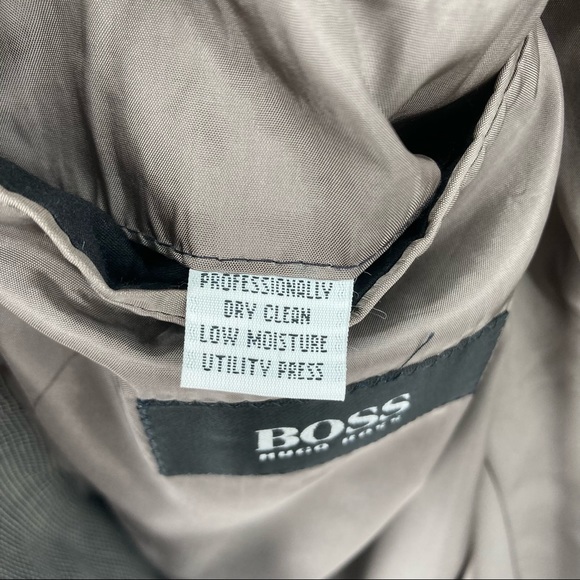 PROFESSIONALLY
DRY CLEAN
LOW MOISTURE
UTILITY PRESS
BOSS
HUGO BOSS